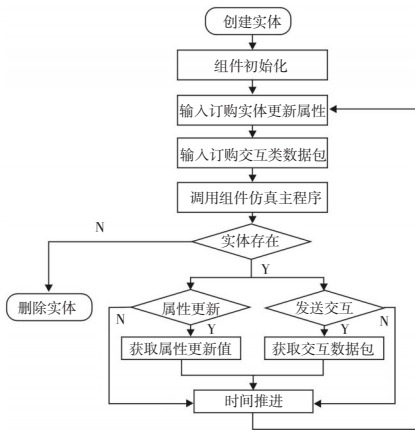 创建实体
组件初始化
输入订购实体更新属性
输入订购交互类数据包
调用组件仿真主程序
N
实体存在
Y
删除实体
属性更新
发送交互
N
Y
Y
N
获取属性更新值
获取交互数据包
时间推进